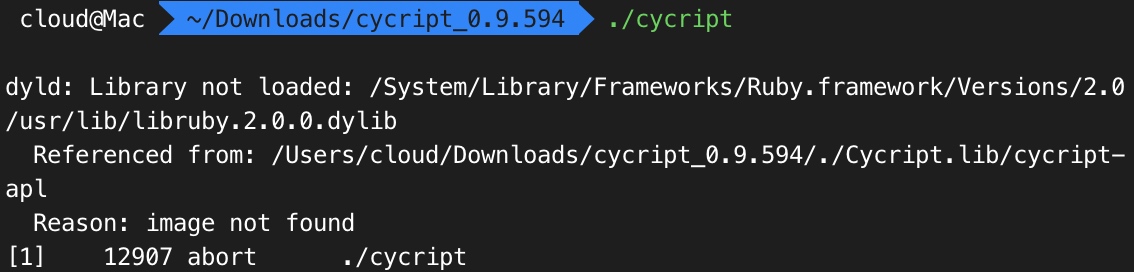 cloud@Mac ~/Downloads/cycript_0.9.594 ./cycript
dyld: Library not loaded: /System/Library/Frameworks/Ruby.framework/Versions/2.0
/usr/lib/libruby.2.0.0.dylib
  Referenced from: /Users/cloud/Downloads/cycript_0.9.594/./Cycript.lib/cycript-
apl
  Reason: image not found
[1]    12907 abort      ./cycript